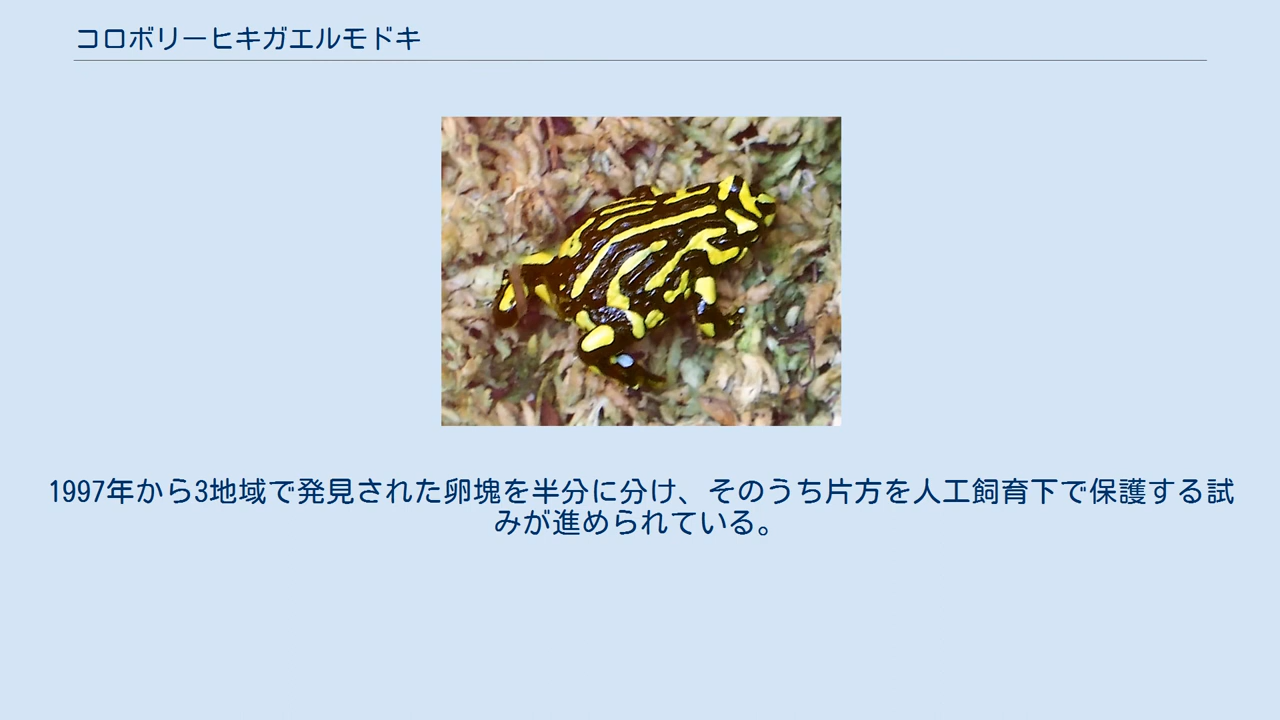 コロボリーヒキガエルモドキ
1997年から3地域で発見された卵塊を半分に分け、そのうち片方を人工飼育下で保護する試
みが進められている。